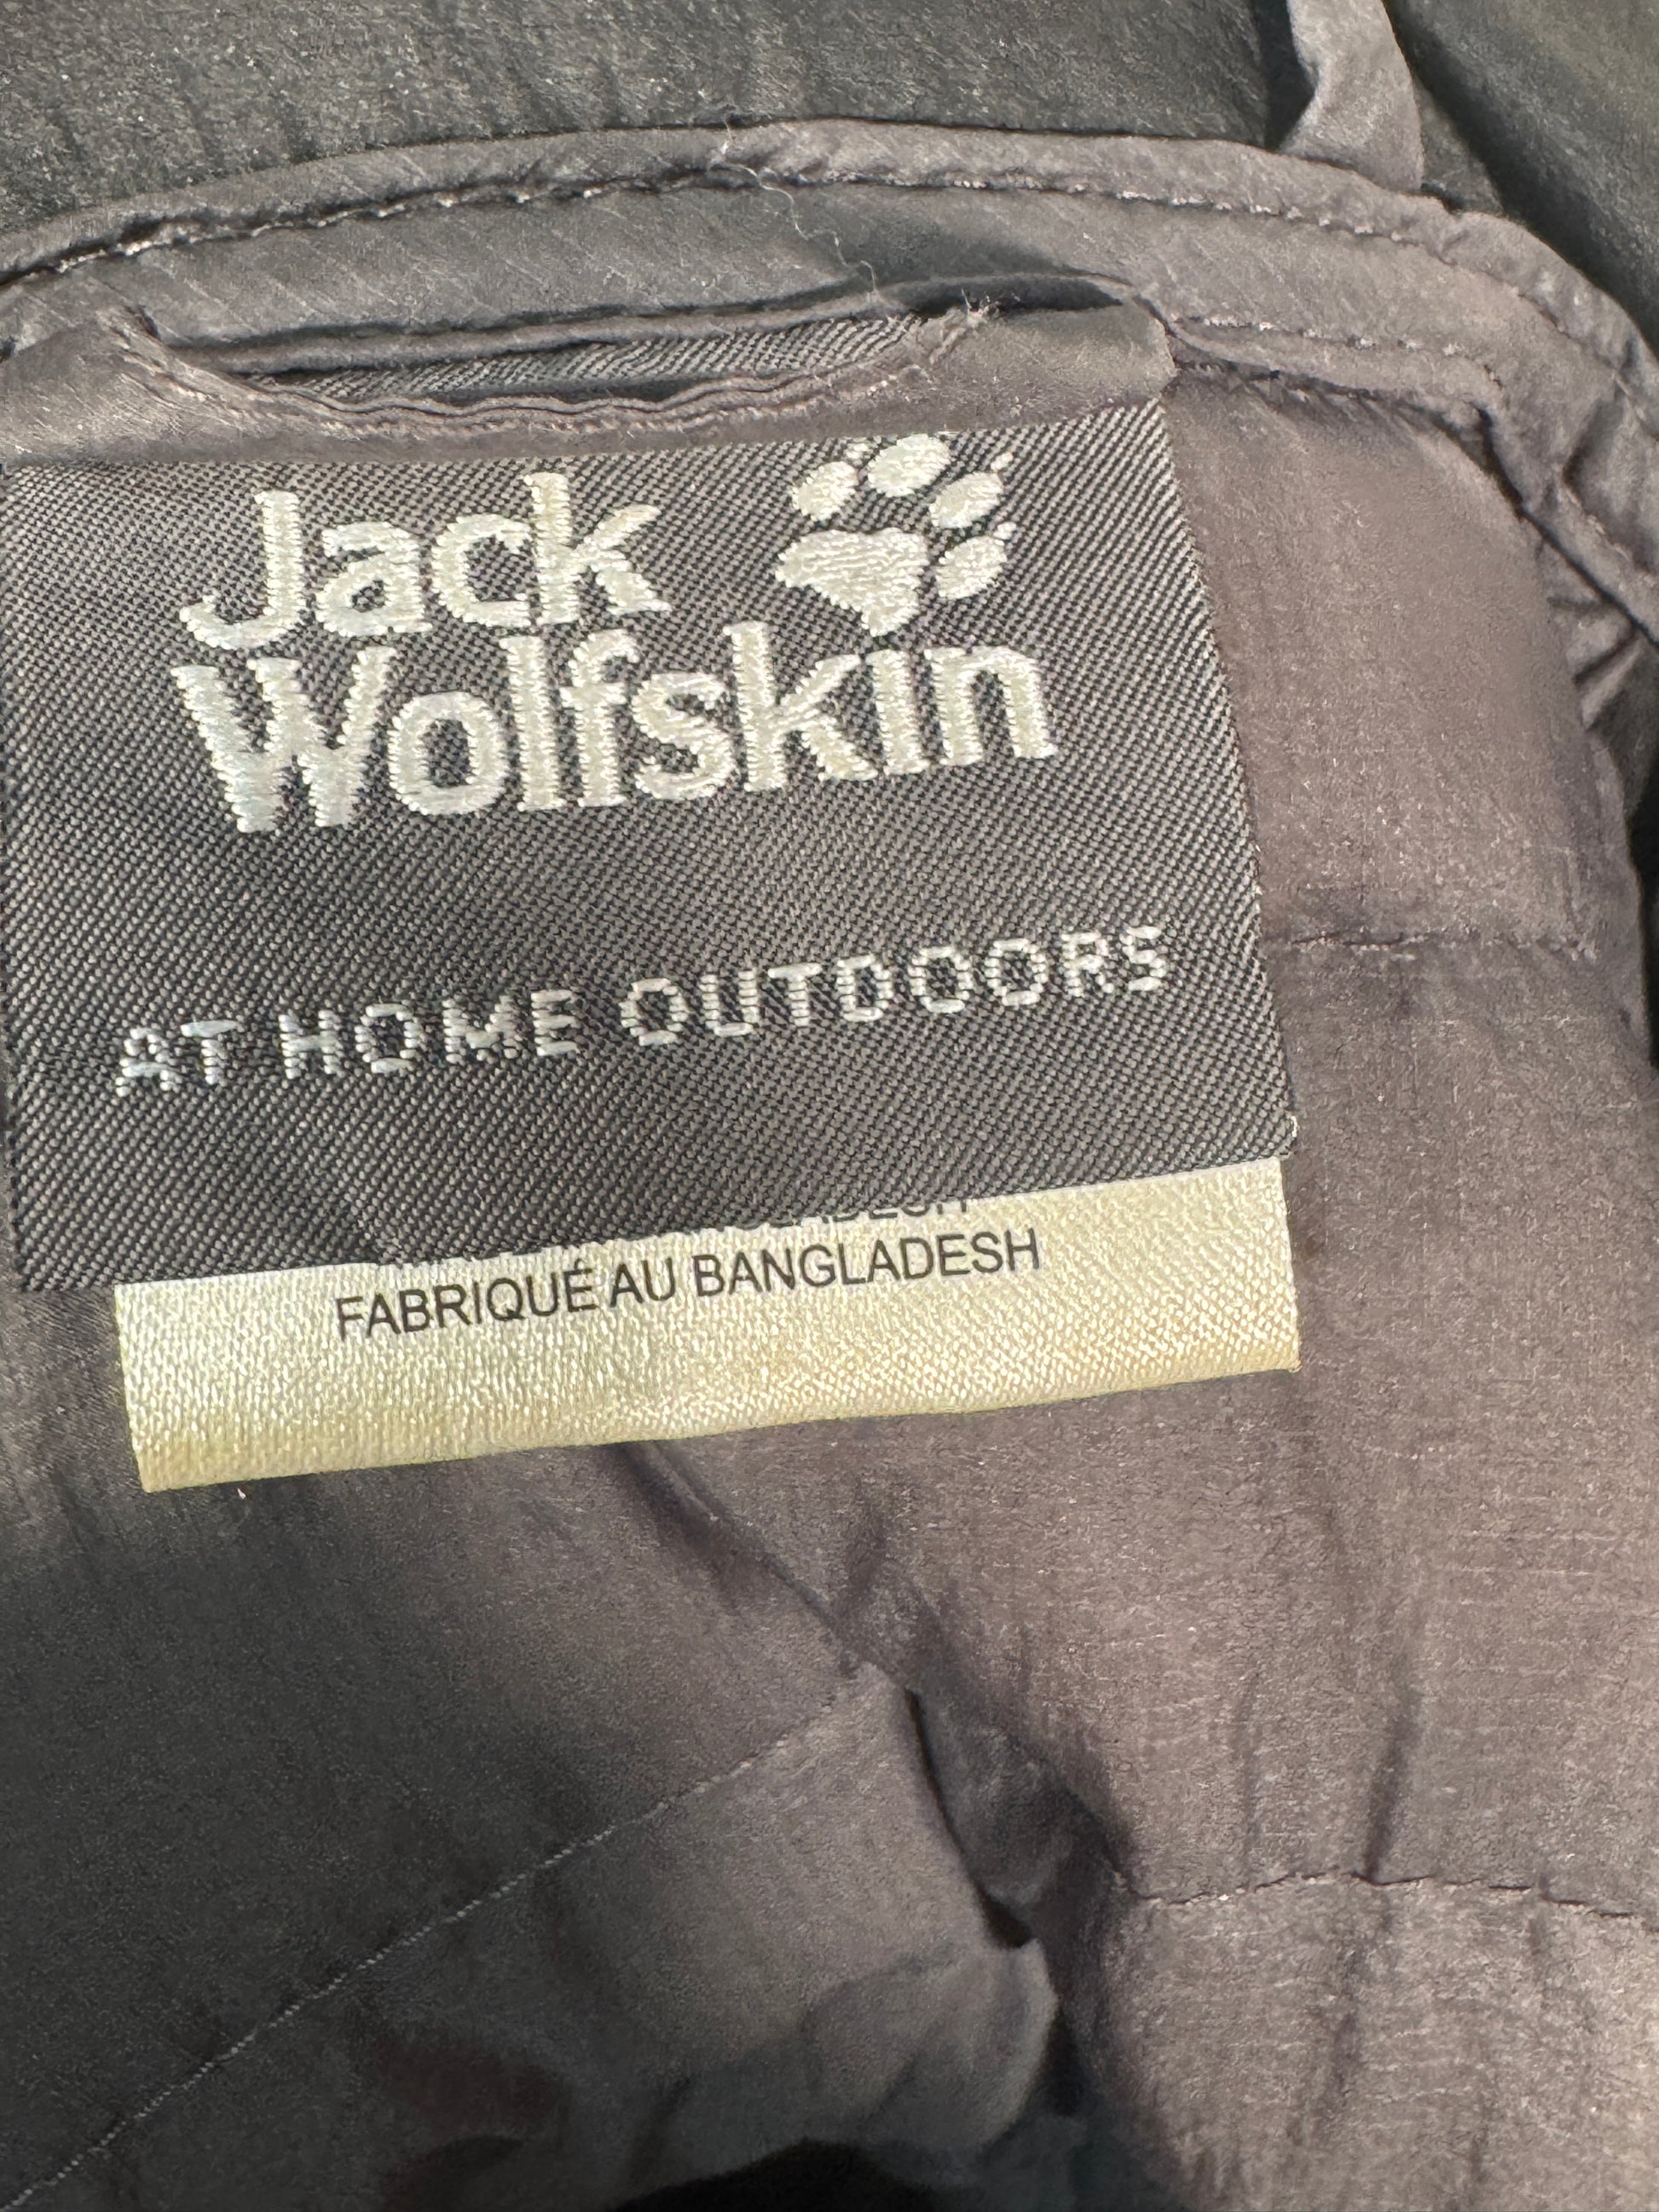 Jack
Wolfskin
AT HOME OUTDOORS
FABRIQUÉ AU BANGLADESH